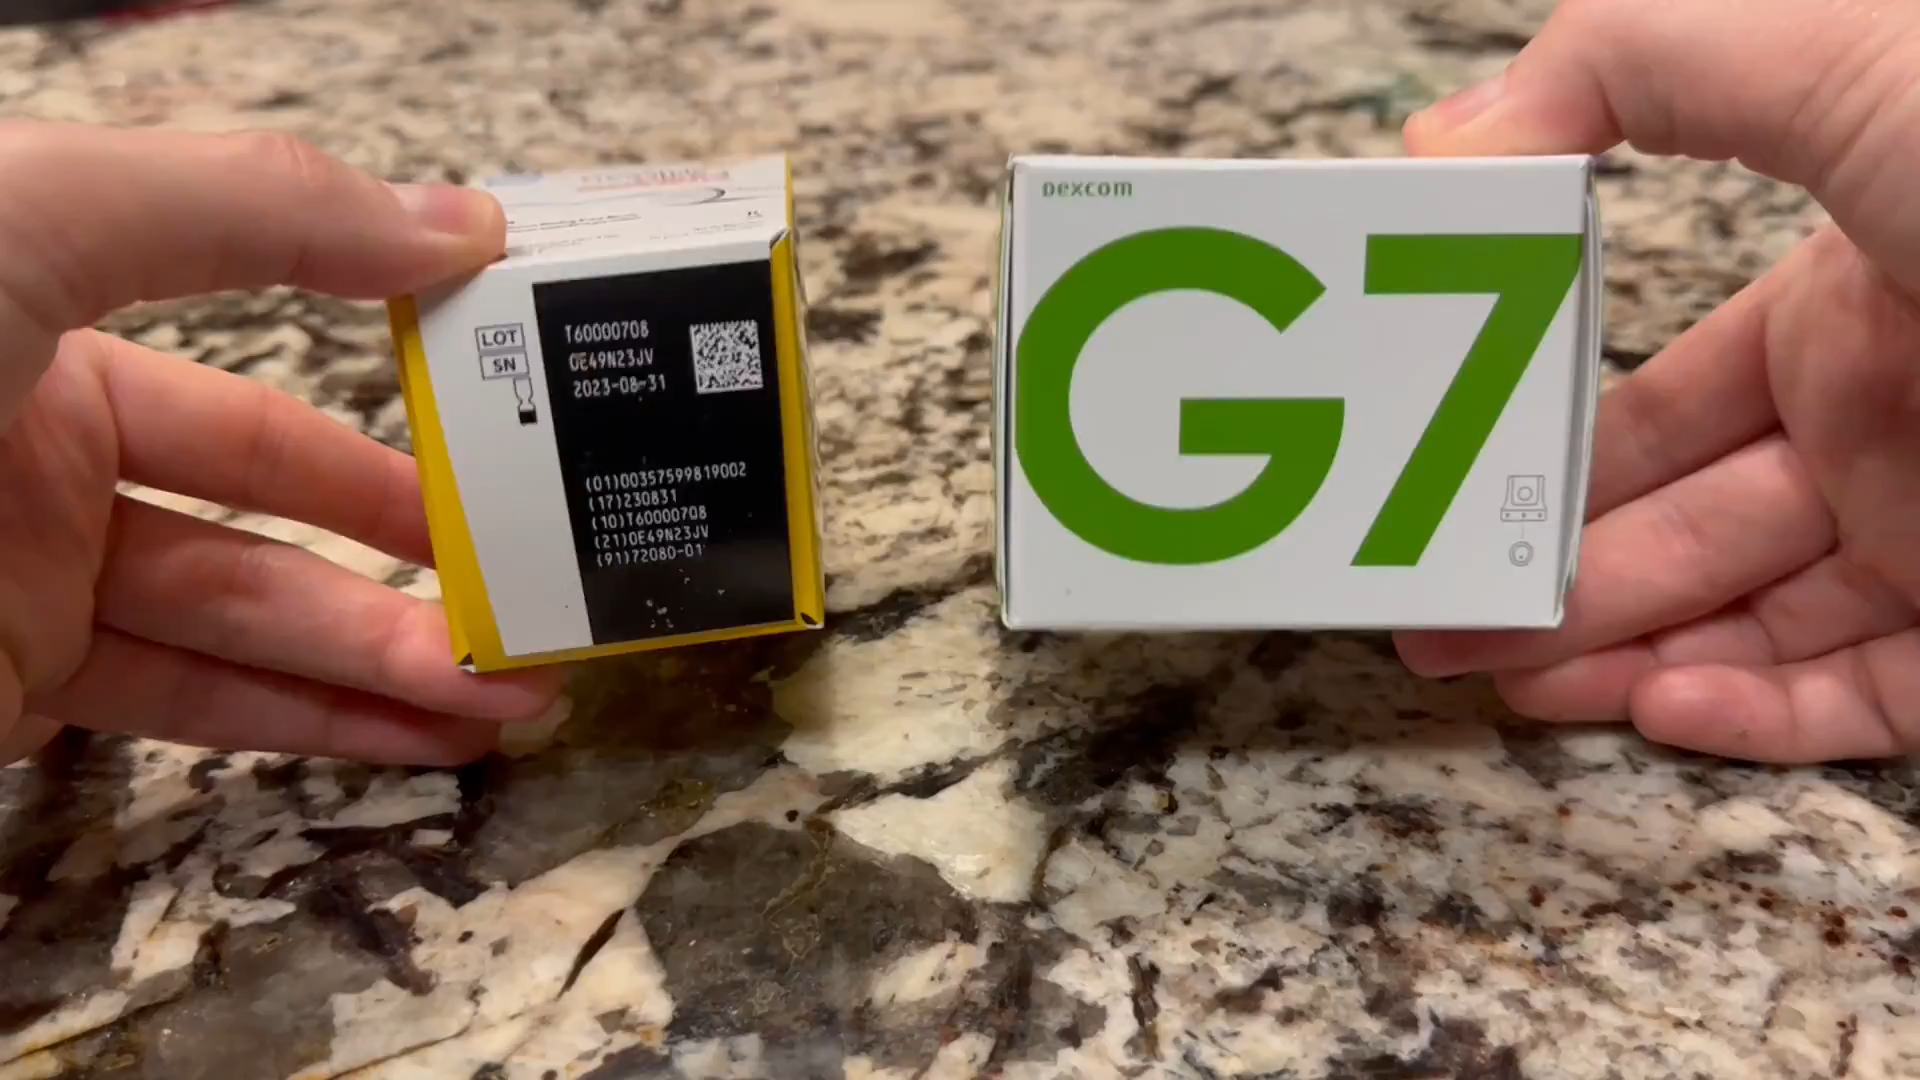 LOT
SN
T60000708
0E49N23JV
2023-08-31
(01)00357599819002
(17)230831
(10)T60000708
(21)0E49N23JV
(91)72080-01
Dexcom
G7